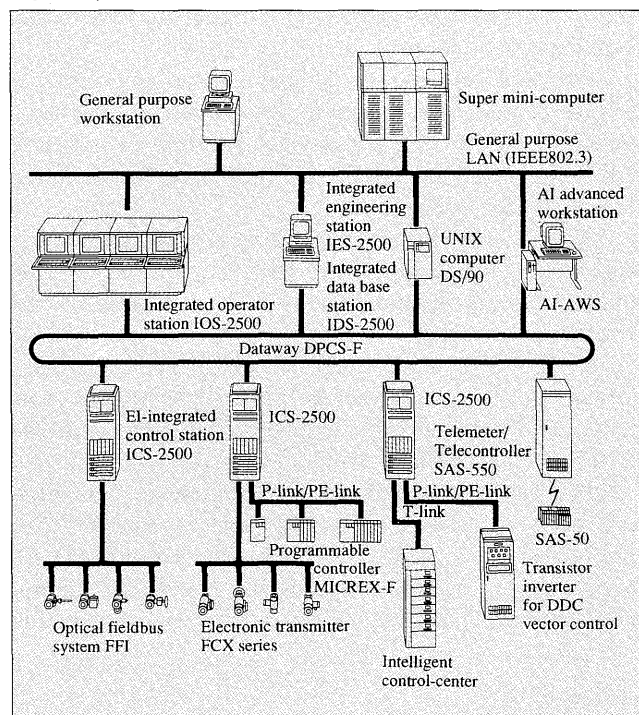 General purpose
workstation
Super mini-computer
General purpose
LAN (IEEE802.3)
Integrated
engineering
station
IES-2500
Integrated
data base
station
IDS-2500
UNIX
computer
DS/90
AI advanced
workstation
AI-AWS
Integrated operator
station IOS-2500
Dataway DPCS-F
EI-integrated
control station
ICS-2500
ICS-2500
ICS-2500
Telemeter/
Telecontroller
SAS-550
P-link/PE-link
P-link/PE-link
T-link
SAS-50
Programmable
controller
MICREX-F
Transistor
inverter
for DDC
vector control
Optical fieldbus
system FFI
Electronic transmitter
FCX series
Intelligent
control-center